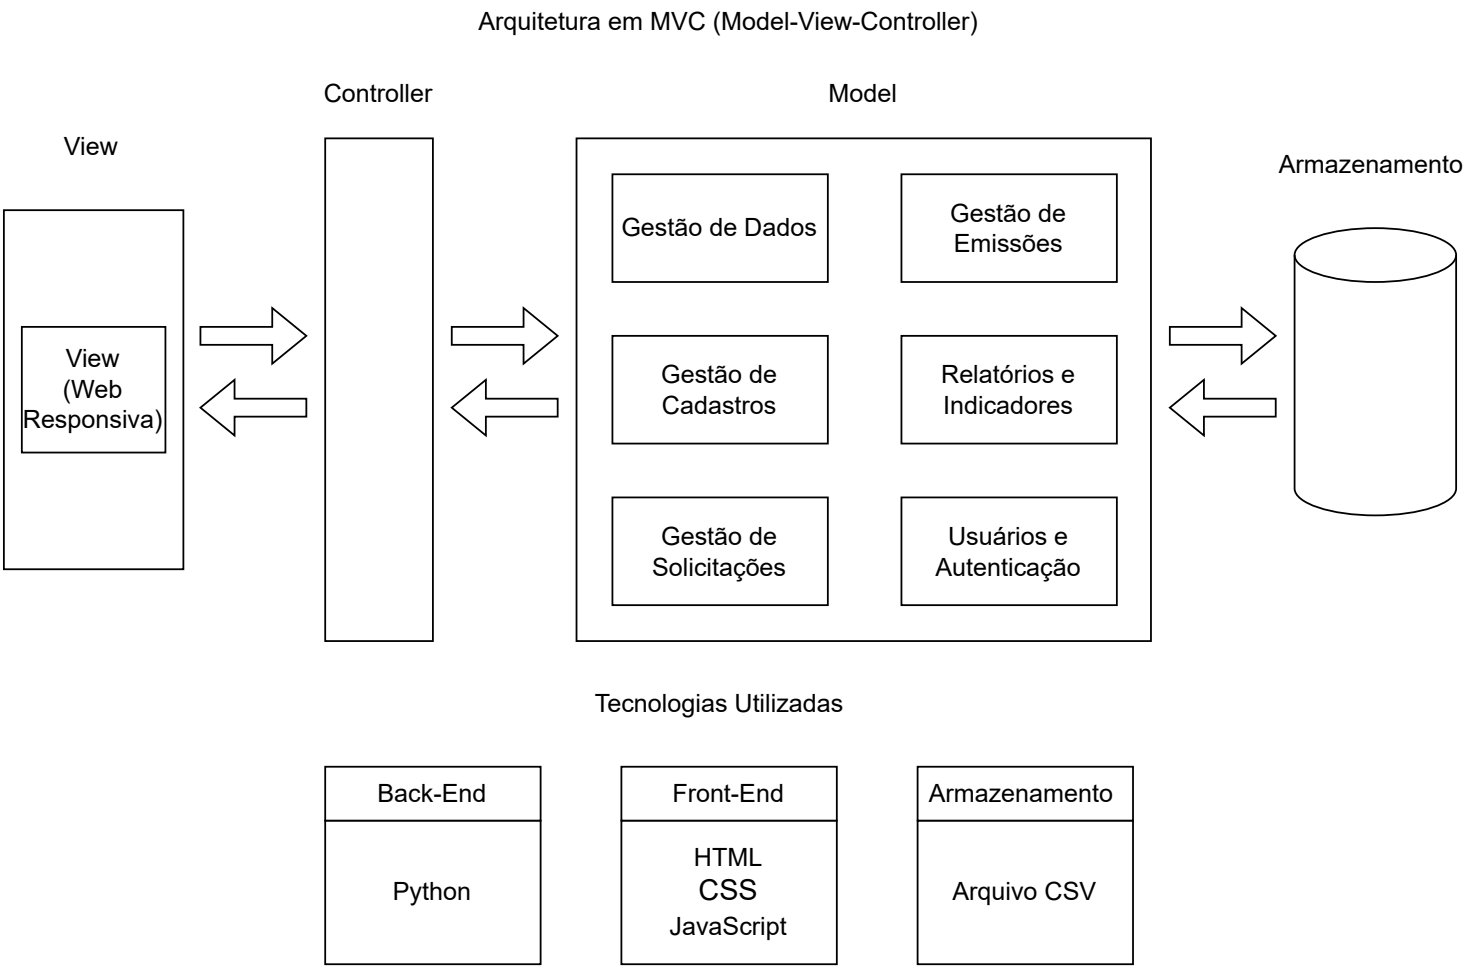 Arquitetura em MVC (Model-View-Controller)
Controller
Model
View
Armazenamento
View
(Web
Responsiva)
Gestão de Dados
Gestão de
Emissões
Gestão de
Cadastros
Relatórios e
Indicadores
Gestão de
Solicitações
Usuários e
Autenticação
Tecnologias Utilizadas
Back-End
Python
Front-End
HTML
CSS
JavaScript
Armazenamento
Arquivo CSV